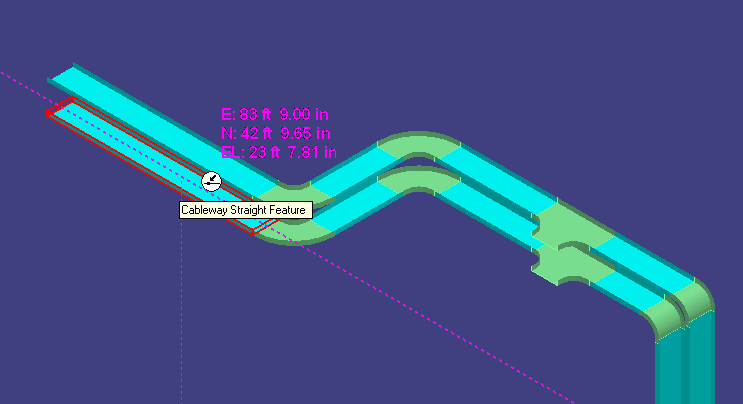 E: 83 ft 9.00 in
N: 42 ft 9.65 in
EL: 23 ft 7.81 in
Cableway Straight Feature